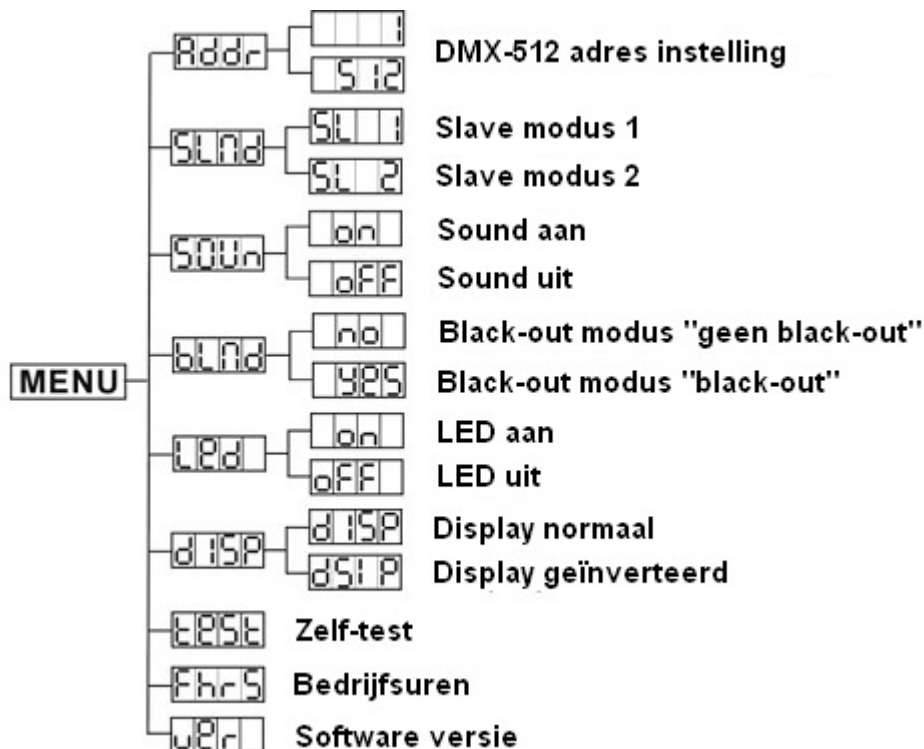 Addr
1
DMX-512 adres instelling
512
SLMd
SL 1
Slave modus 1
SL 2
Slave modus 2
SOUn
on
Sound aan
oFF
Sound uit
MENU
bLMd
no
Black-out modus "geen black-out"
yes
Black-out modus "black-out"
Led
on
LED aan
oFF
LED uit
dISP
dISP
Display normaal
dSIP
Display geïnverteerd
test
Zelf-test
FhrS
Bedrijfsuren
ver
Software versie